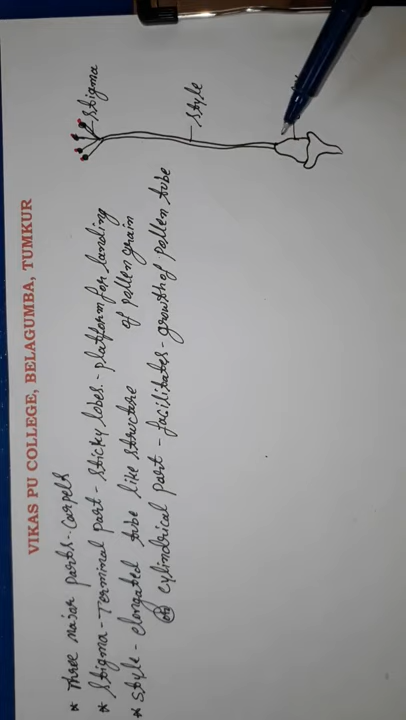 VIKAS PU COLLEGE, BELAGUMBA, TUMKUR
* Three major parts - Carpels
* Stigma - Terminal part - sticky lobes. - platform for landing
of pollen grain
* Style - elongated tube like structure
(or) cylindrical part - facilitates - growth of pollen tube
Stigma
Style